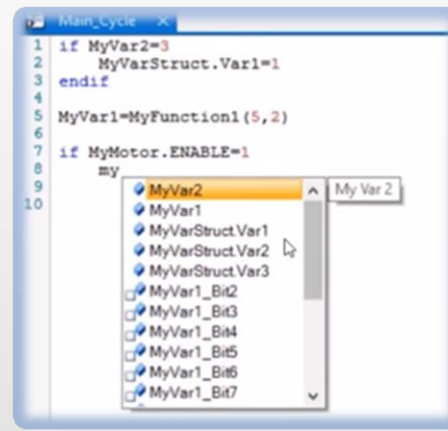 Main_Cycle ×
1 if MyVar2=3
2 MyVarStruct.Var1=1
3 endif
4
5 MyVar1=MyFunction1(5,2)
6
7 if MyMotor.ENABLE=1
8 my
9
10
MyVar2
My Var 2
MyVar1
MyVarStruct.Var1
MyVarStruct.Var2
MyVarStruct.Var3
MyVar1_Bit2
MyVar1_Bit3
MyVar1_Bit4
MyVar1_Bit5
MyVar1_Bit6
MyVar1_Bit7